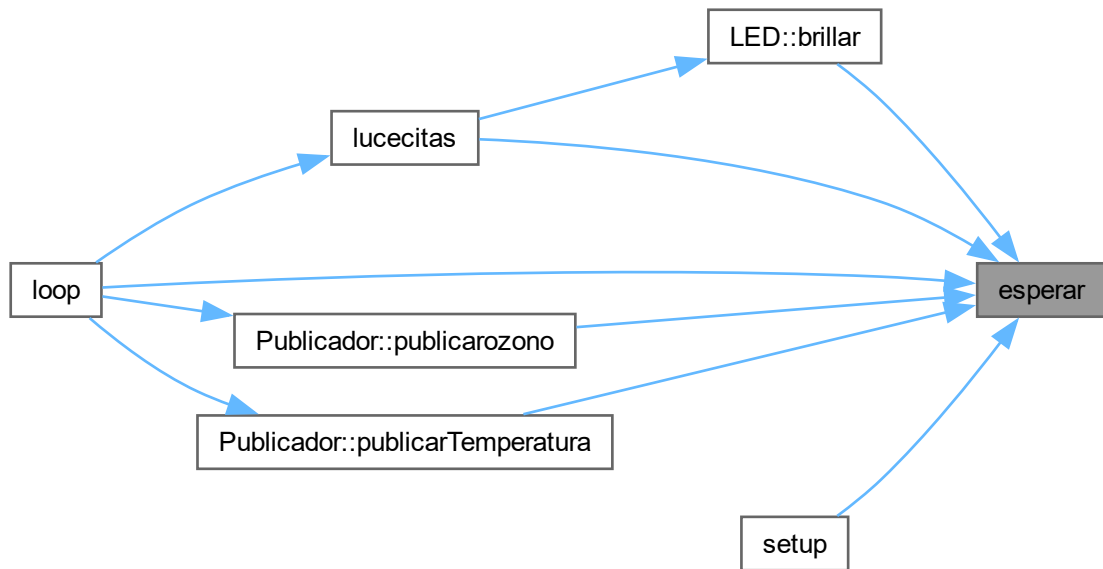 LED::brillar
lucecitas
loop
esperar
Publicador::publicarozono
Publicador::publicarTemperatura
setup